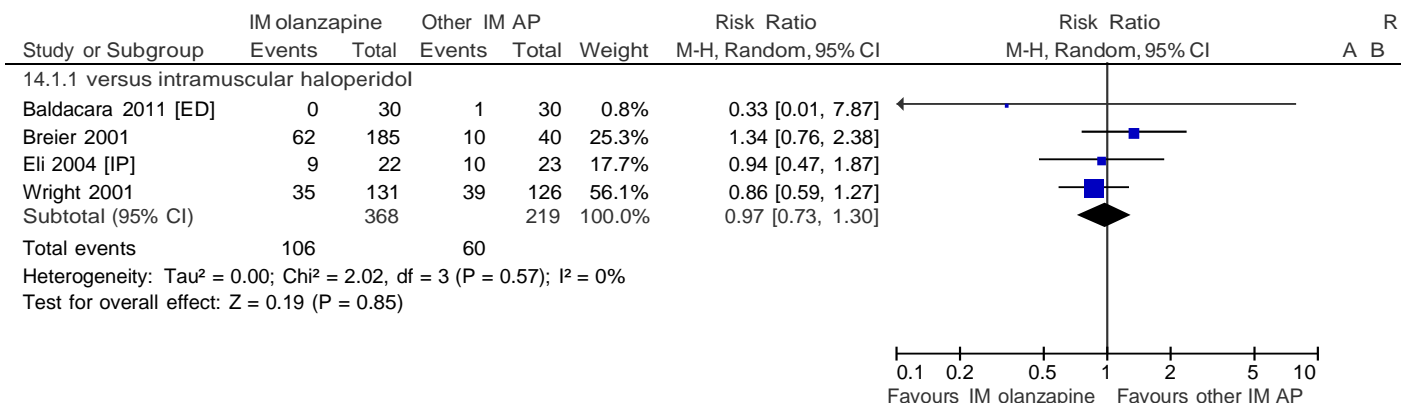 IM olanzapine Other IM AP Risk Ratio Risk Ratio R
Study or Subgroup Events Total Events Total Weight M-H, Random, 95% CI M-H, Random, 95% CI A B
14.1.1 versus intramuscular haloperidol
Baldacara 2011 [ED] 0 30 1 30 0.8% 0.33 [0.01, 7.87]
Breier 2001 62 185 10 40 25.3% 1.34 [0.76, 2.38]
Eli 2004 [IP] 9 22 10 23 17.7% 0.94 [0.47, 1.87]
Wright 2001 35 131 39 126 56.1% 0.86 [0.59, 1.27]
Subtotal (95% CI) 368 219 100.0% 0.97 [0.73, 1.30]
Total events 106 60
Heterogeneity: Tau² = 0.00; Chi² = 2.02, df = 3 (P = 0.57); I² = 0%
Test for overall effect: Z = 0.19 (P = 0.85)
0.1 0.2 0.5 1 2 5 10
Favours IM olanzapine Favours other IM AP